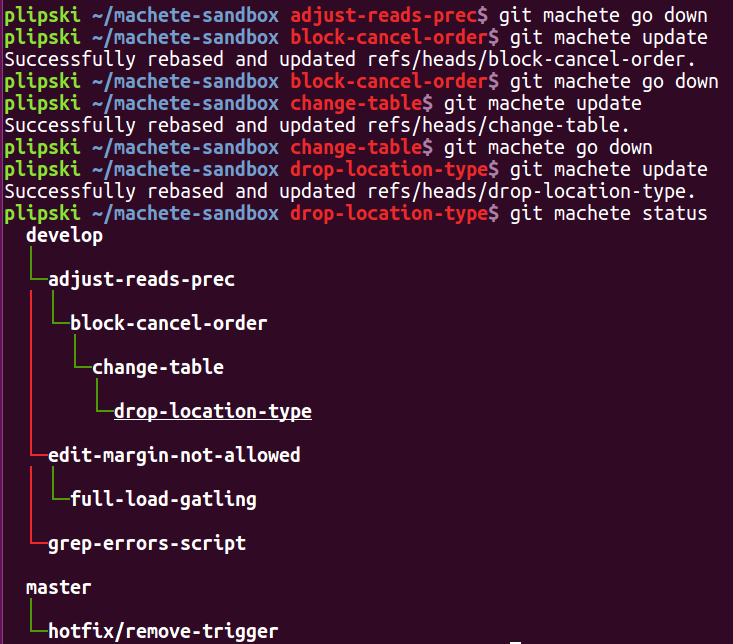 plipski ~/machete-sandbox adjust-reads-prec$ git machete go down
plipski ~/machete-sandbox block-cancel-order$ git machete update
Successfully rebased and updated refs/heads/block-cancel-order.
plipski ~/machete-sandbox block-cancel-order$ git machete go down
plipski ~/machete-sandbox change-table$ git machete update
Successfully rebased and updated refs/heads/change-table.
plipski ~/machete-sandbox change-table$ git machete go down
plipski ~/machete-sandbox drop-location-type$ git machete update
Successfully rebased and updated refs/heads/drop-location-type.
plipski ~/machete-sandbox drop-location-type$ git machete status
develop
adjust-reads-prec
block-cancel-order
change-table
drop-location-type
edit-margin-not-allowed
full-load-gatling
grep-errors-script
master
hotfix/remove-trigger